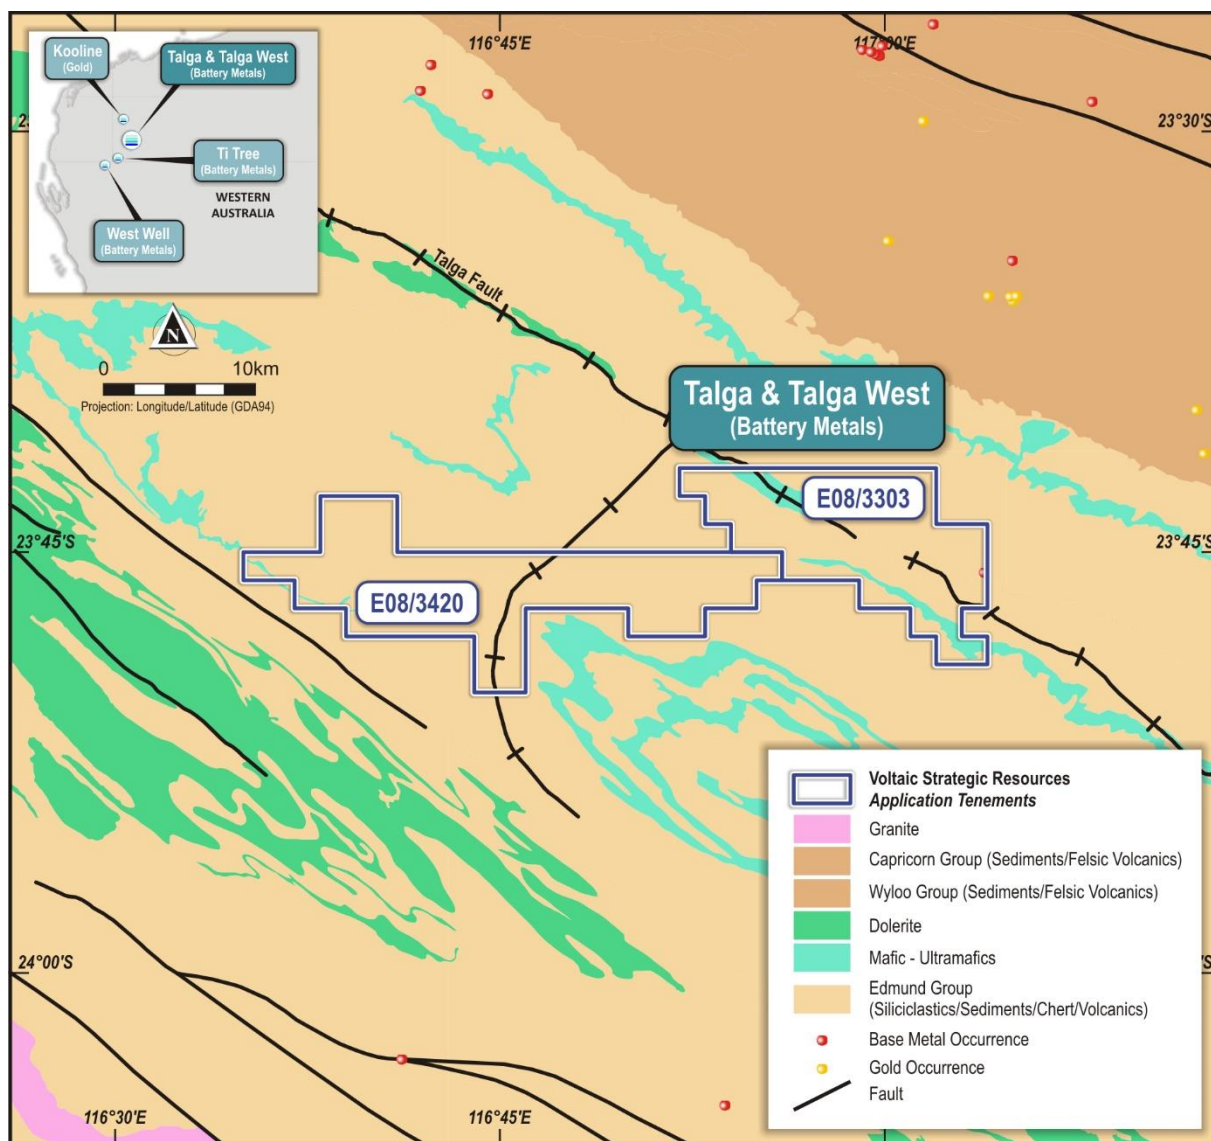 116°45'E
117°00'E
Kooline
(Gold)
Talga & Talga West
(Battery Metals)
Ti Tree
(Battery Metals)
WESTERN
AUSTRALIA
West Well
(Battery Metals)
23°30'S
Talga Fault
N
0 10km
Projection: Longitude/Latitude (GDA94)
Talga & Talga West
(Battery Metals)
E08/3303
23°45'S
23°45'S
E08/3420
Voltaic Strategic Resources
Application Tenements
Granite
Capricorn Group (Sediments/Felsic Volcanics)
Wyloo Group (Sediments/Felsic Volcanics)
Dolerite
Mafic - Ultramafics
Edmund Group
(Siliciclastics/Sediments/Chert/Volcanics)
Base Metal Occurrence
Gold Occurrence
Fault
24°00'S
116°30'E
116°45'E